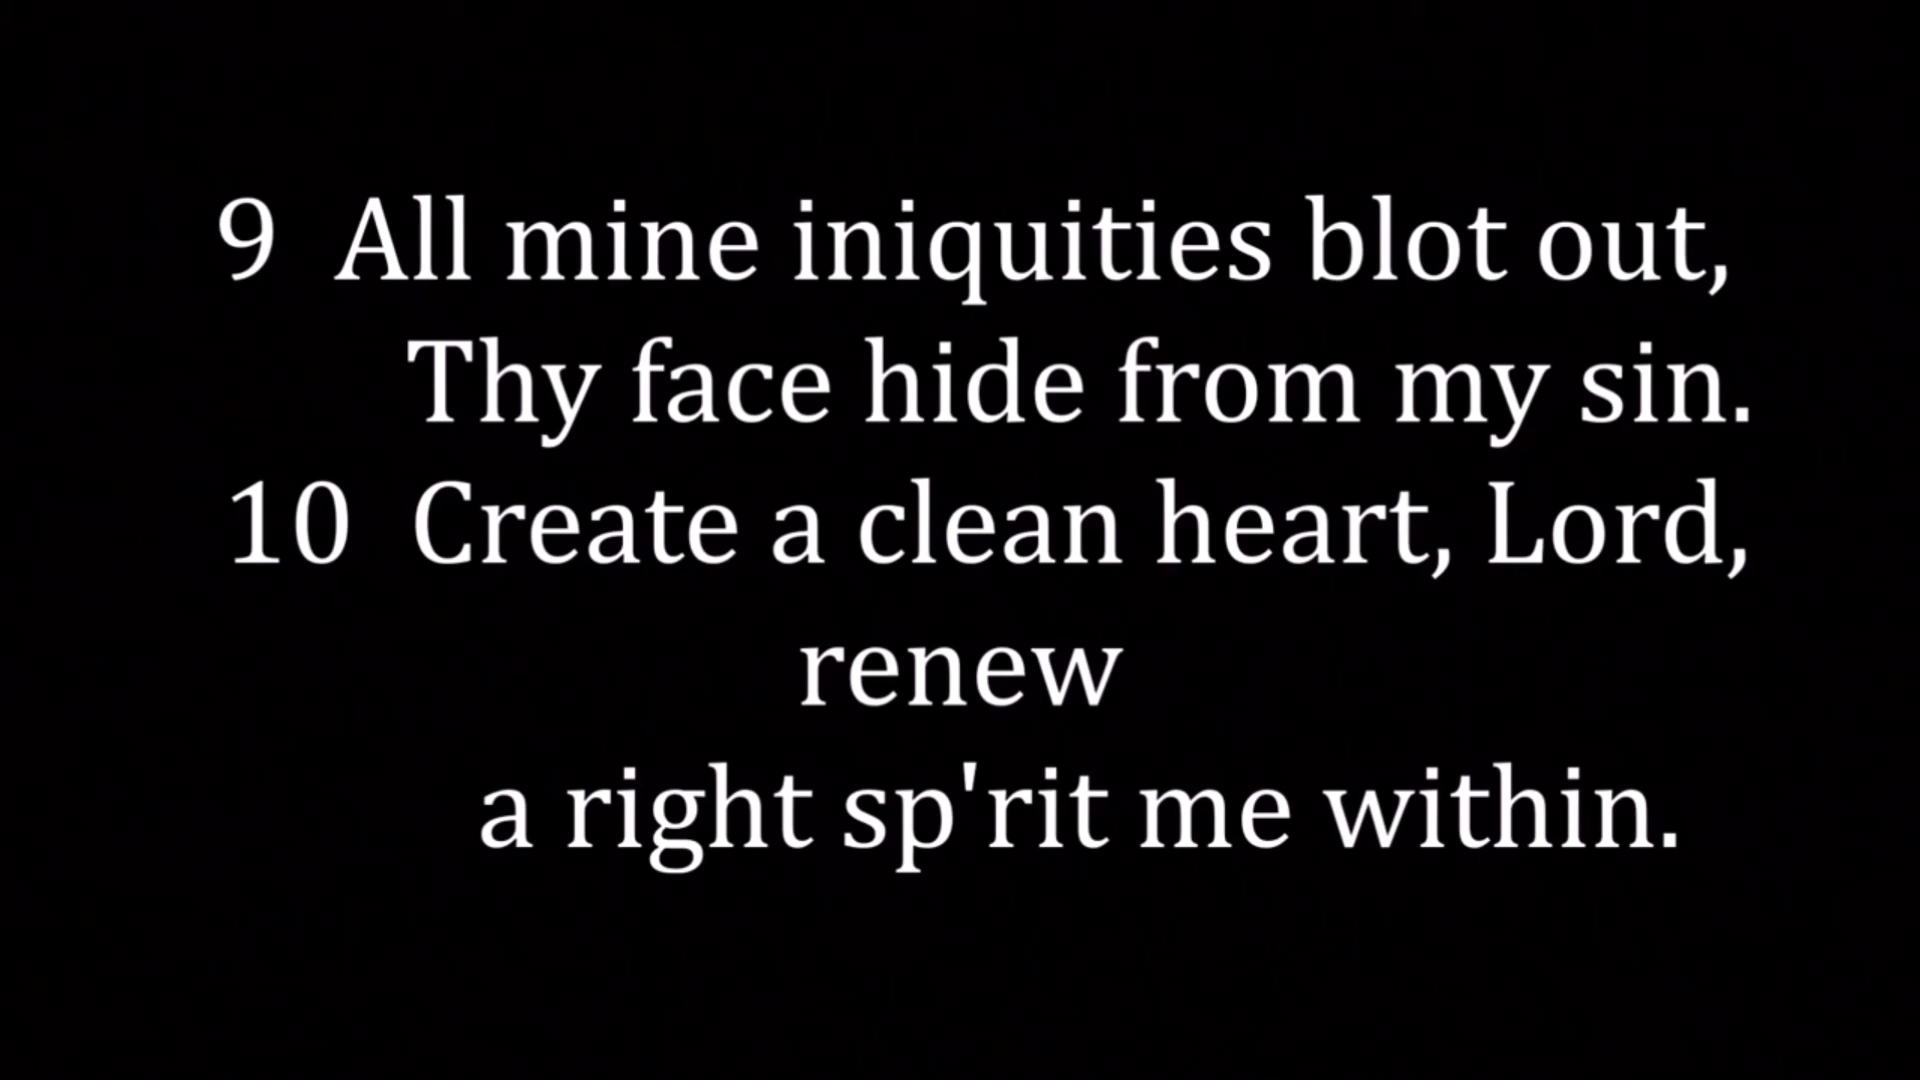 9 All mine iniquities blot out,
Thy face hide from my sin.
10 Create a clean heart, Lord,
renew
a right sp'rit me within.